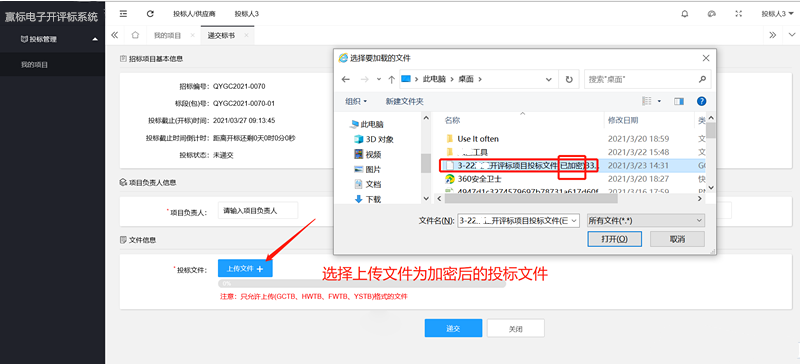 赢标电子开评标系统
投标人/供应商
投标人3
投标人3
投标管理
我的项目
我的项目 ×
递交标书 ×
招标项目基本信息
招标编号： QYGC2021-0070
标段(包)号： QYGC2021-0070-01
投标截止(开标)时间： 2021/03/27 09:13:45
投标截止时间倒计时： 距离开标还剩0天0时0分0秒
投标状态： 未递交
项目负责人信息
*项目负责人： 请输入项目负责人
文件信息
*投标文件： 上传文件 +
0%
注意：只允许上传(GCTB、HWTB、FWTB、YSTB)格式的文件
选择上传文件为加密后的投标文件
递交
关闭
选择要加载的文件
此电脑 > 桌面 >
搜索"桌面"
组织
新建文件夹
名称
修改日期
类
此电脑
3D 对象
视频
图片
文档
下载
Use It often 2021/3/20 18:59 文
工具 2021/3/22 15:48 文
3-22 开评标项目投标文件(已加密)33... 2021/3/23 14:31
360安全卫士 2021/3/20 18:27 快
文件名(N): 3-22 开评标项目投标文件(已
所有文件(*.*)
打开(O)
取消